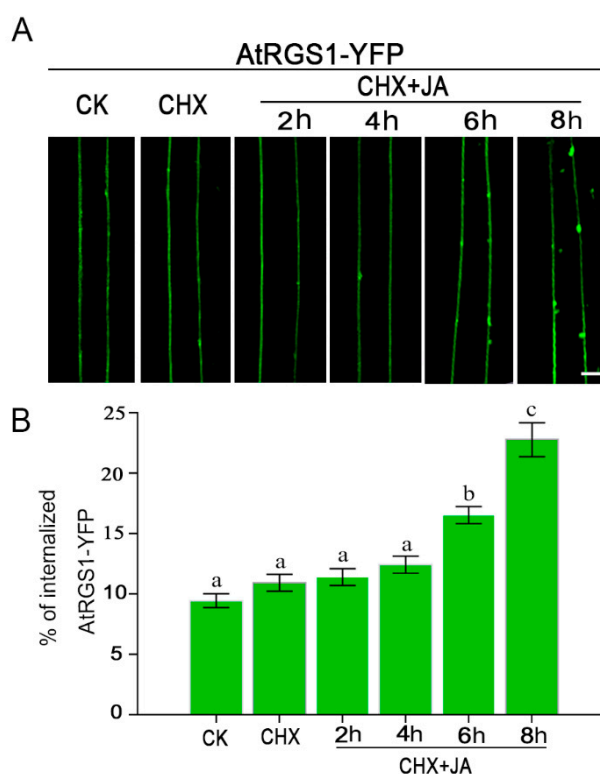 A
AtRGS1-YFP
CK CHX CHX+JA
2h 4h 6h 8h
B
% of internalized
AtRGS1-YFP
25
20
15
10
5
0
a a a a b c
CK CHX 2h 4h 6h 8h
CHX+JA